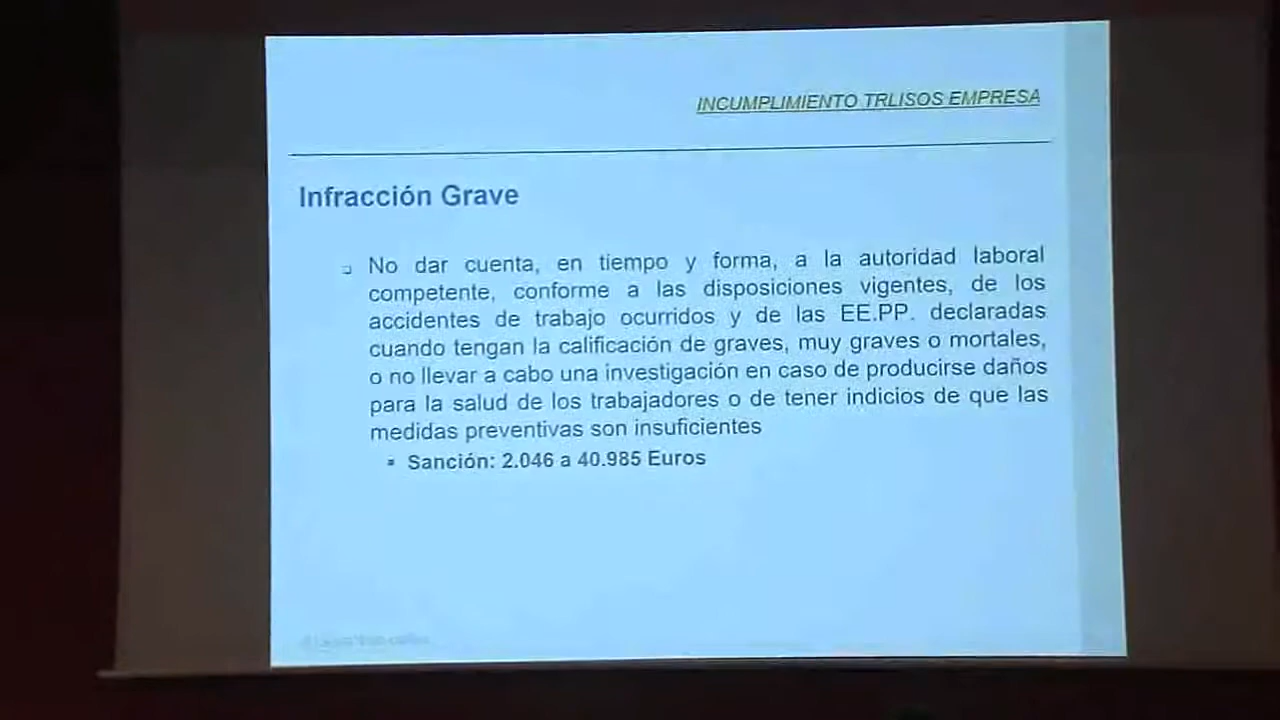 INCUMPLIMIENTO TRLISOS EMPRESA
Infracción Grave
No dar cuenta, en tiempo y forma, a la autoridad laboral
competente, conforme a las disposiciones vigentes, de los
accidentes de trabajo ocurridos y de las EE.PP. declaradas
cuando tengan la calificación de graves, muy graves o mortales,
o no llevar a cabo una investigación en caso de producirse daños
para la salud de los trabajadores o de tener indicios de que las
medidas preventivas son insuficientes
Sanción: 2.046 a 40.985 Euros